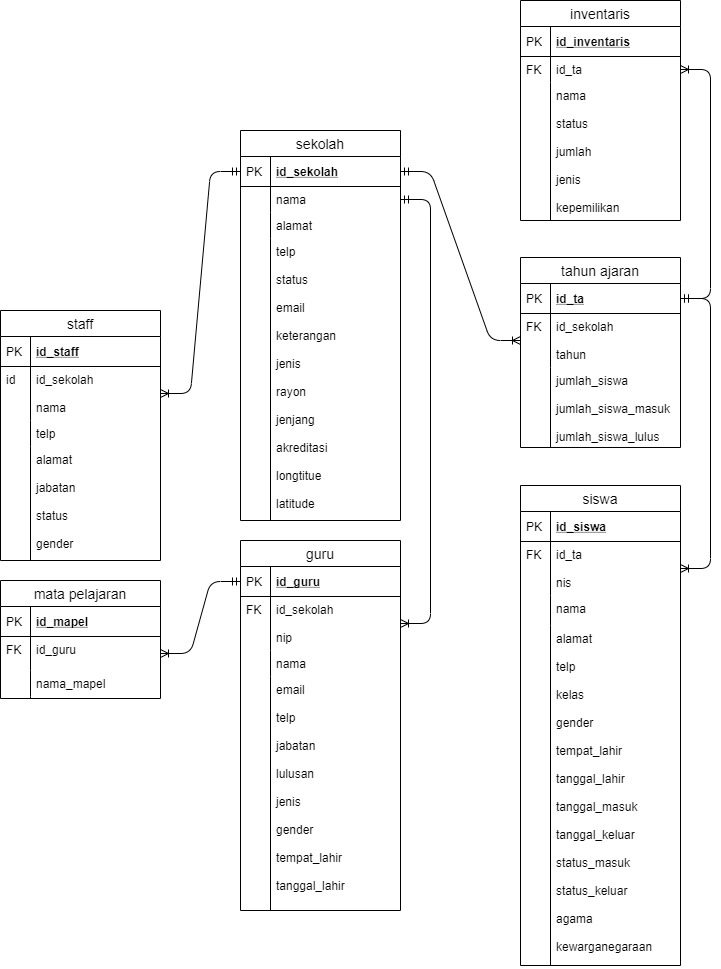 inventaris
PK id_inventaris
FK id_ta
nama
status
jumlah
jenis
kepemilikan
sekolah
PK id_sekolah
nama
alamat
telp
status
email
keterangan
jenis
rayon
jenjang
akreditasi
longtitue
latitude
tahun ajaran
PK id_ta
FK id_sekolah
tahun
jumlah_siswa
jumlah_siswa_masuk
jumlah_siswa_lulus
staff
PK id_staff
id id_sekolah
nama
telp
alamat
jabatan
status
gender
siswa
PK id_siswa
FK id_ta
nis
nama
alamat
telp
kelas
gender
tempat_lahir
tanggal_lahir
tanggal_masuk
tanggal_keluar
status_masuk
status_keluar
agama
kewarganegaraan
guru
PK id_guru
FK id_sekolah
nip
nama
email
telp
jabatan
lulusan
jenis
gender
tempat_lahir
tanggal_lahir
mata pelajaran
PK id_mapel
FK id_guru
nama_mapel